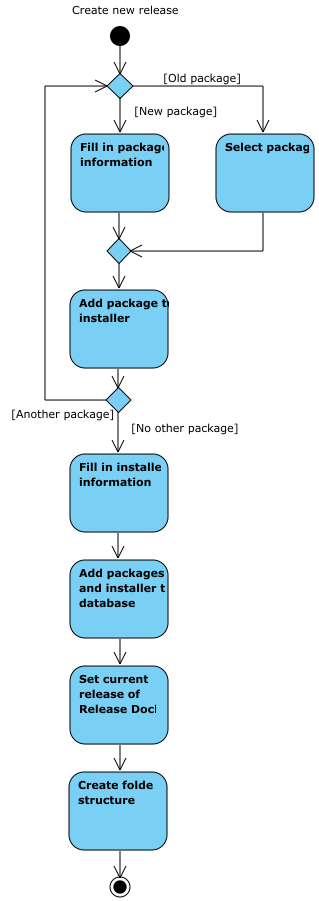 Create new release
[Old package]
[New package]
Fill in package
information
Select packag
Add package t
installer
[Another package]
[No other package]
Fill in installe
information
Add packages
and installer t
database
Set current
release of
Release Doc
Create folde
structure